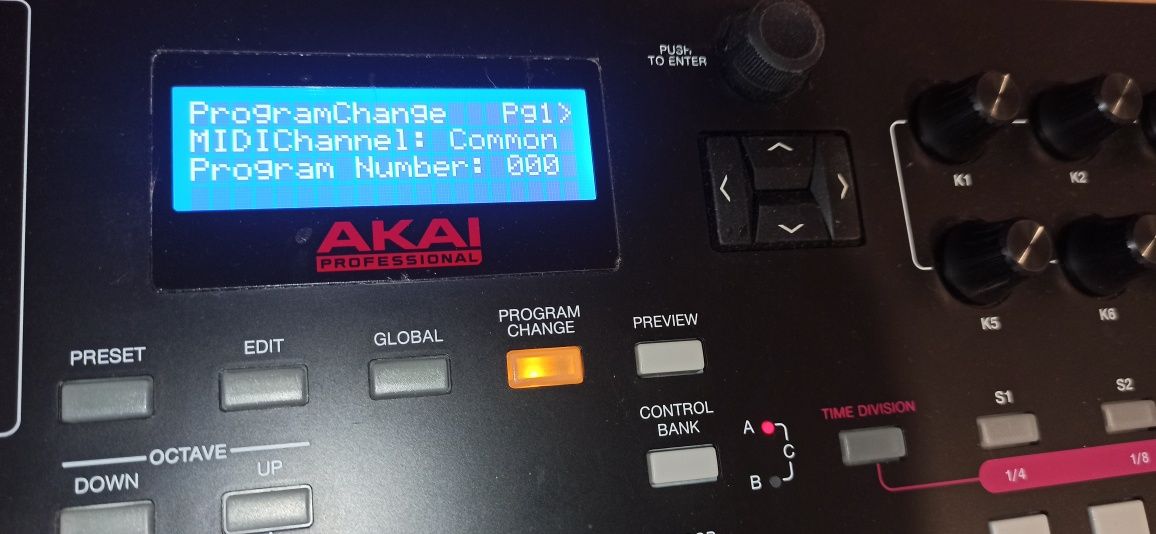 PUSH
TO ENTER
ProgramChange Pg1>
MIDIChannel: Common
Program Number: 000
AKAI
PROFESSIONAL
K1
K2
K5
K6
PRESET
EDIT
GLOBAL
PROGRAM
CHANGE
PREVIEW
CONTROL
BANK
A
C
B
TIME DIVISION
S1
S2
1/4
1/8
OCTAVE
DOWN
UP